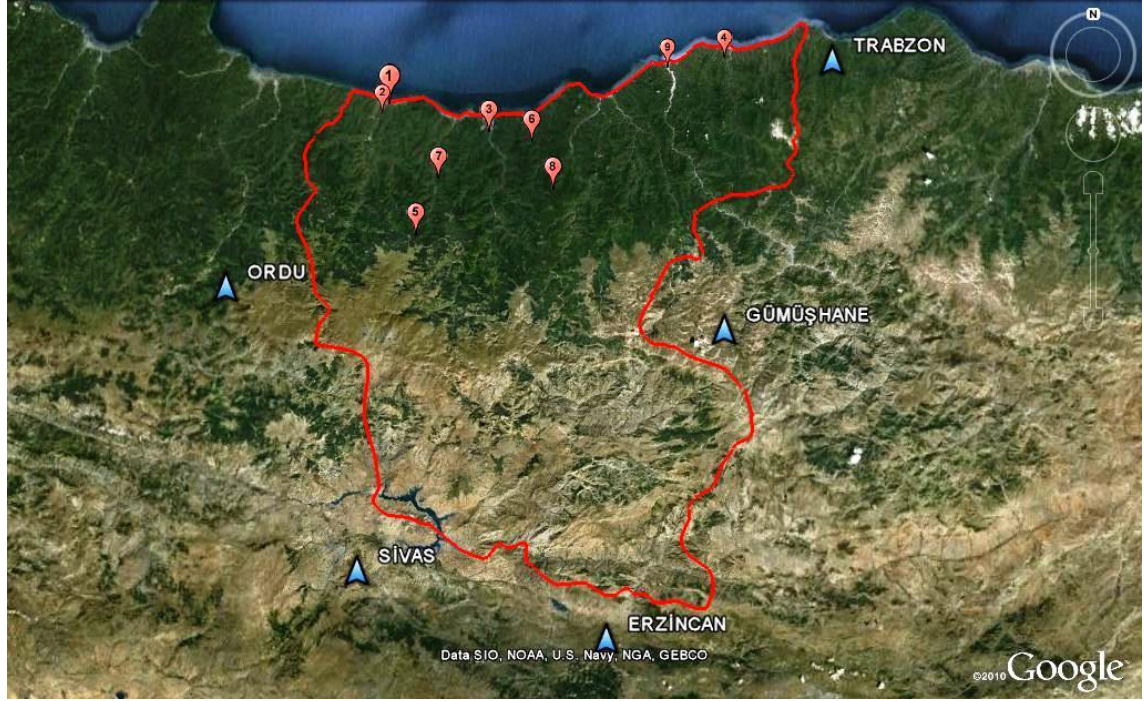 N
TRABZON
4
9
1
2
3
6
7
8
5
ORDU
GÜMÜŞHANE
SİVAS
ERZİNCAN
Data SIO, NOAA, U.S. Navy, NGA, GEBCO
©2010 Google